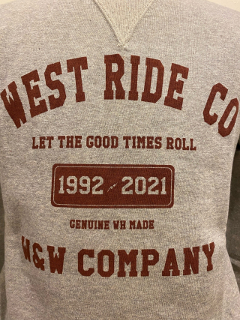 WEST RIDE CO
LET THE GOOD TIMES ROLL
1992 - 2021
GENUINE WR MADE
W&W COMPANY